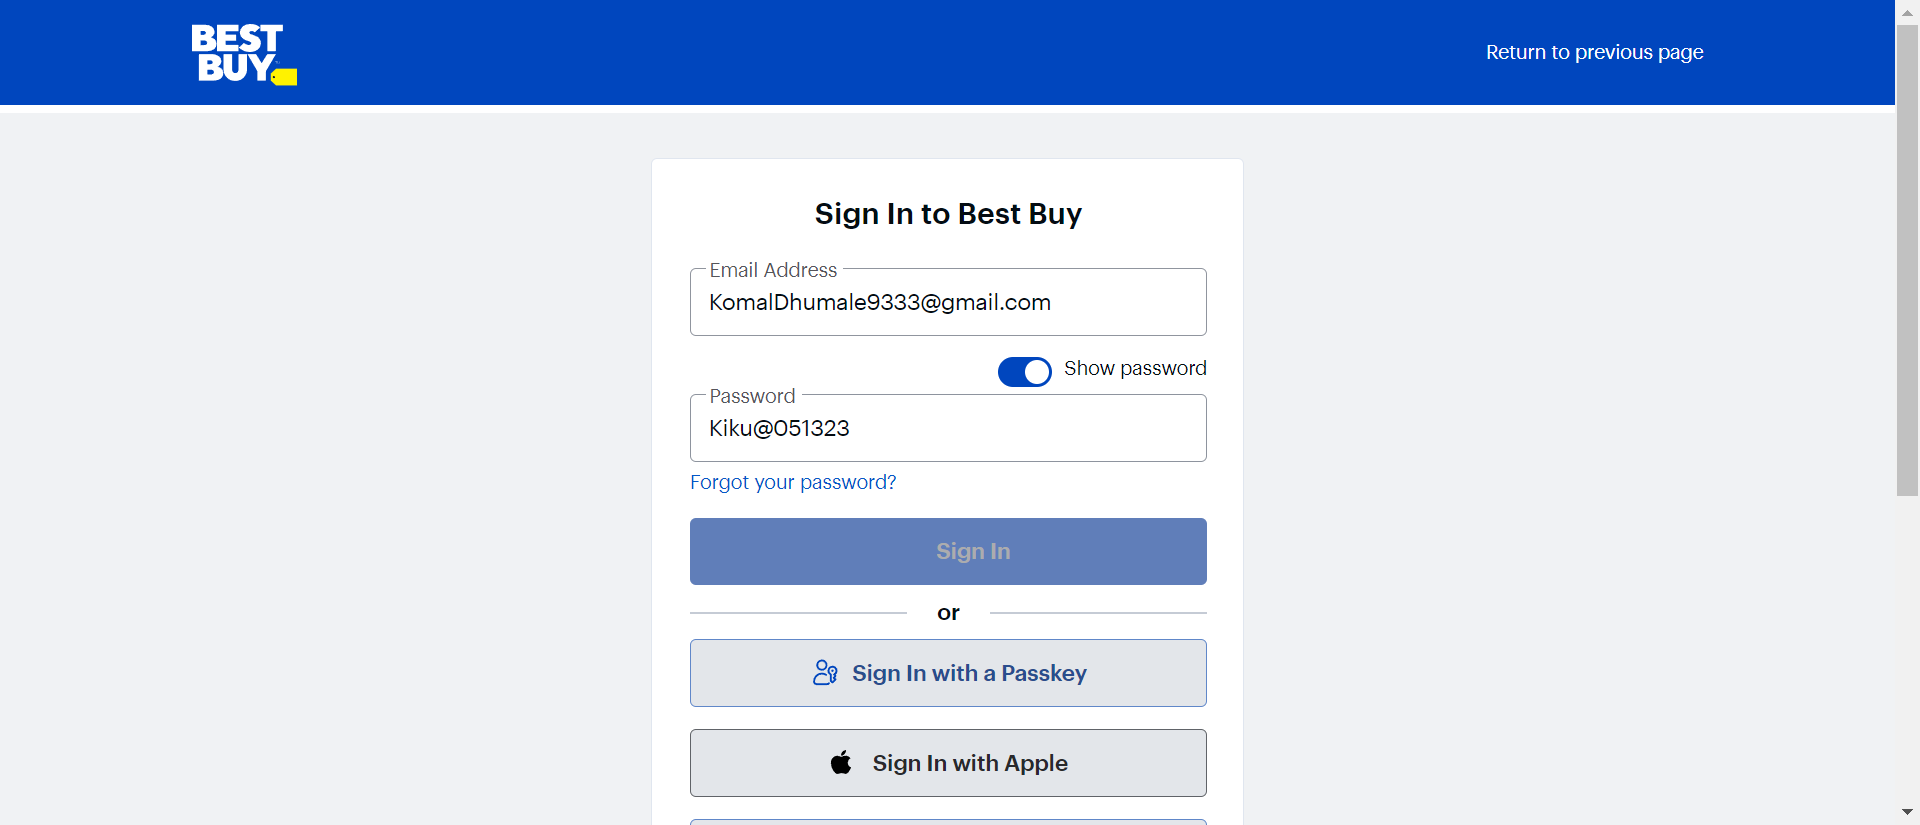 BEST
BUY
Return to previous page
Sign In to Best Buy
Email Address
KomalDhumale9333@gmail.com
Show password
Password
Kiku@051323
Forgot your password?
Sign In
or
Sign In with a Passkey
Sign In with Apple